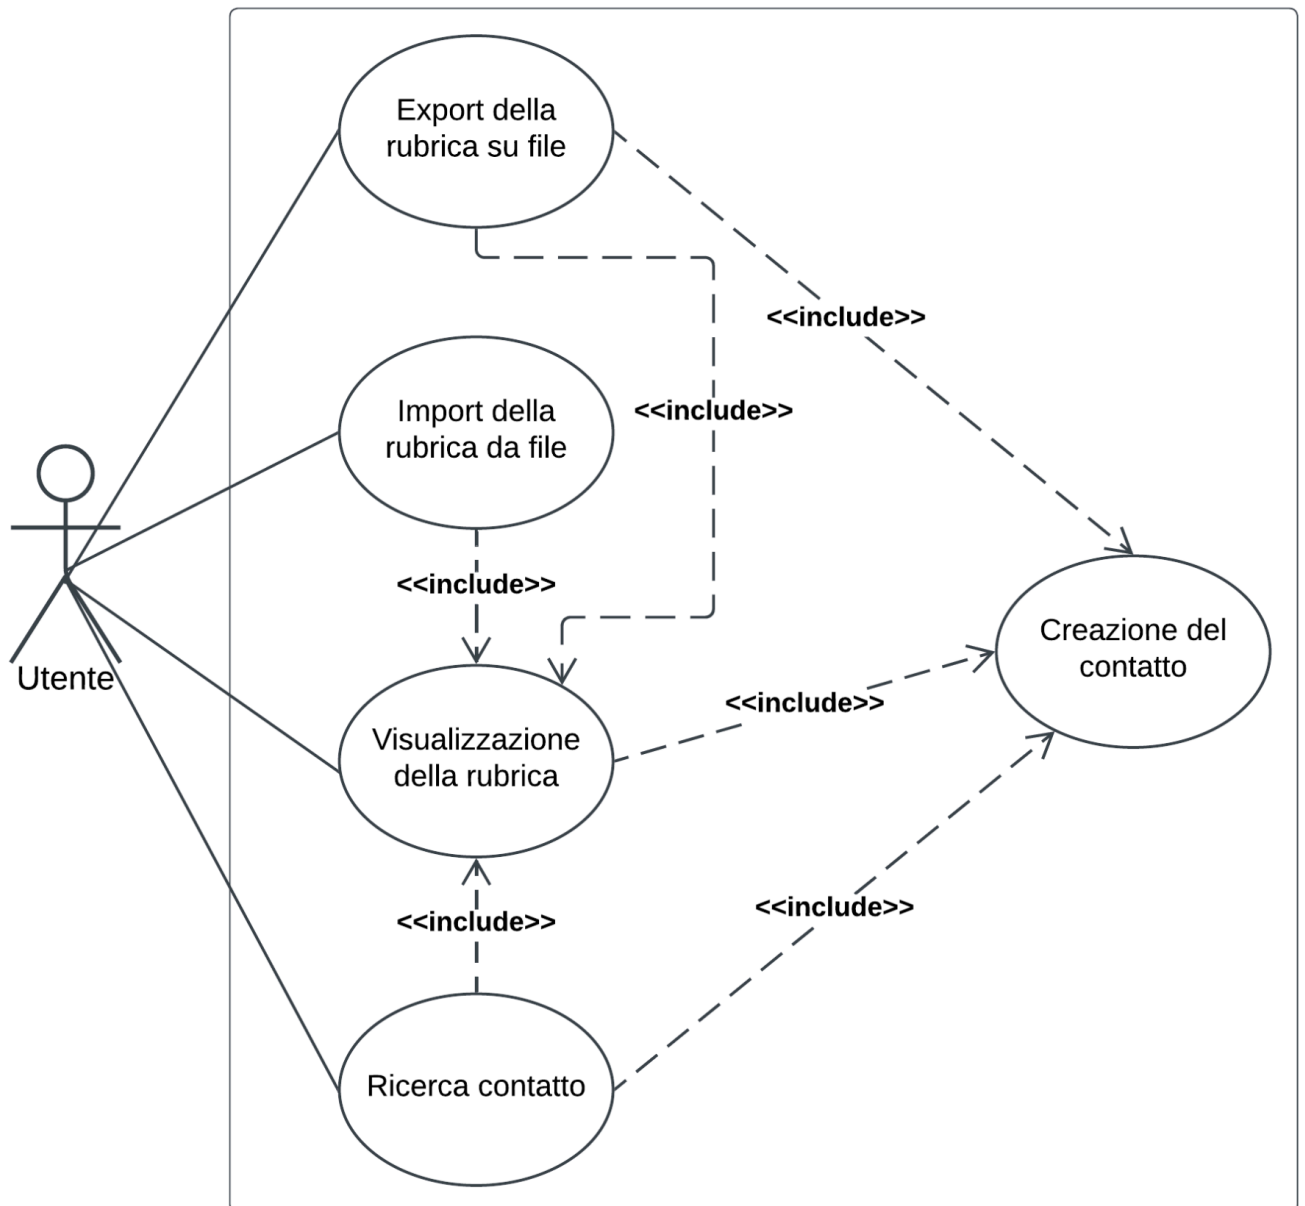 Export della
rubrica su file
<<include>>
Import della
rubrica da file
<<include>>
<<include>>
Creazione del
contatto
Utente
<<include>>
Visualizzazione
della rubrica
<<include>>
<<include>>
Ricerca contatto